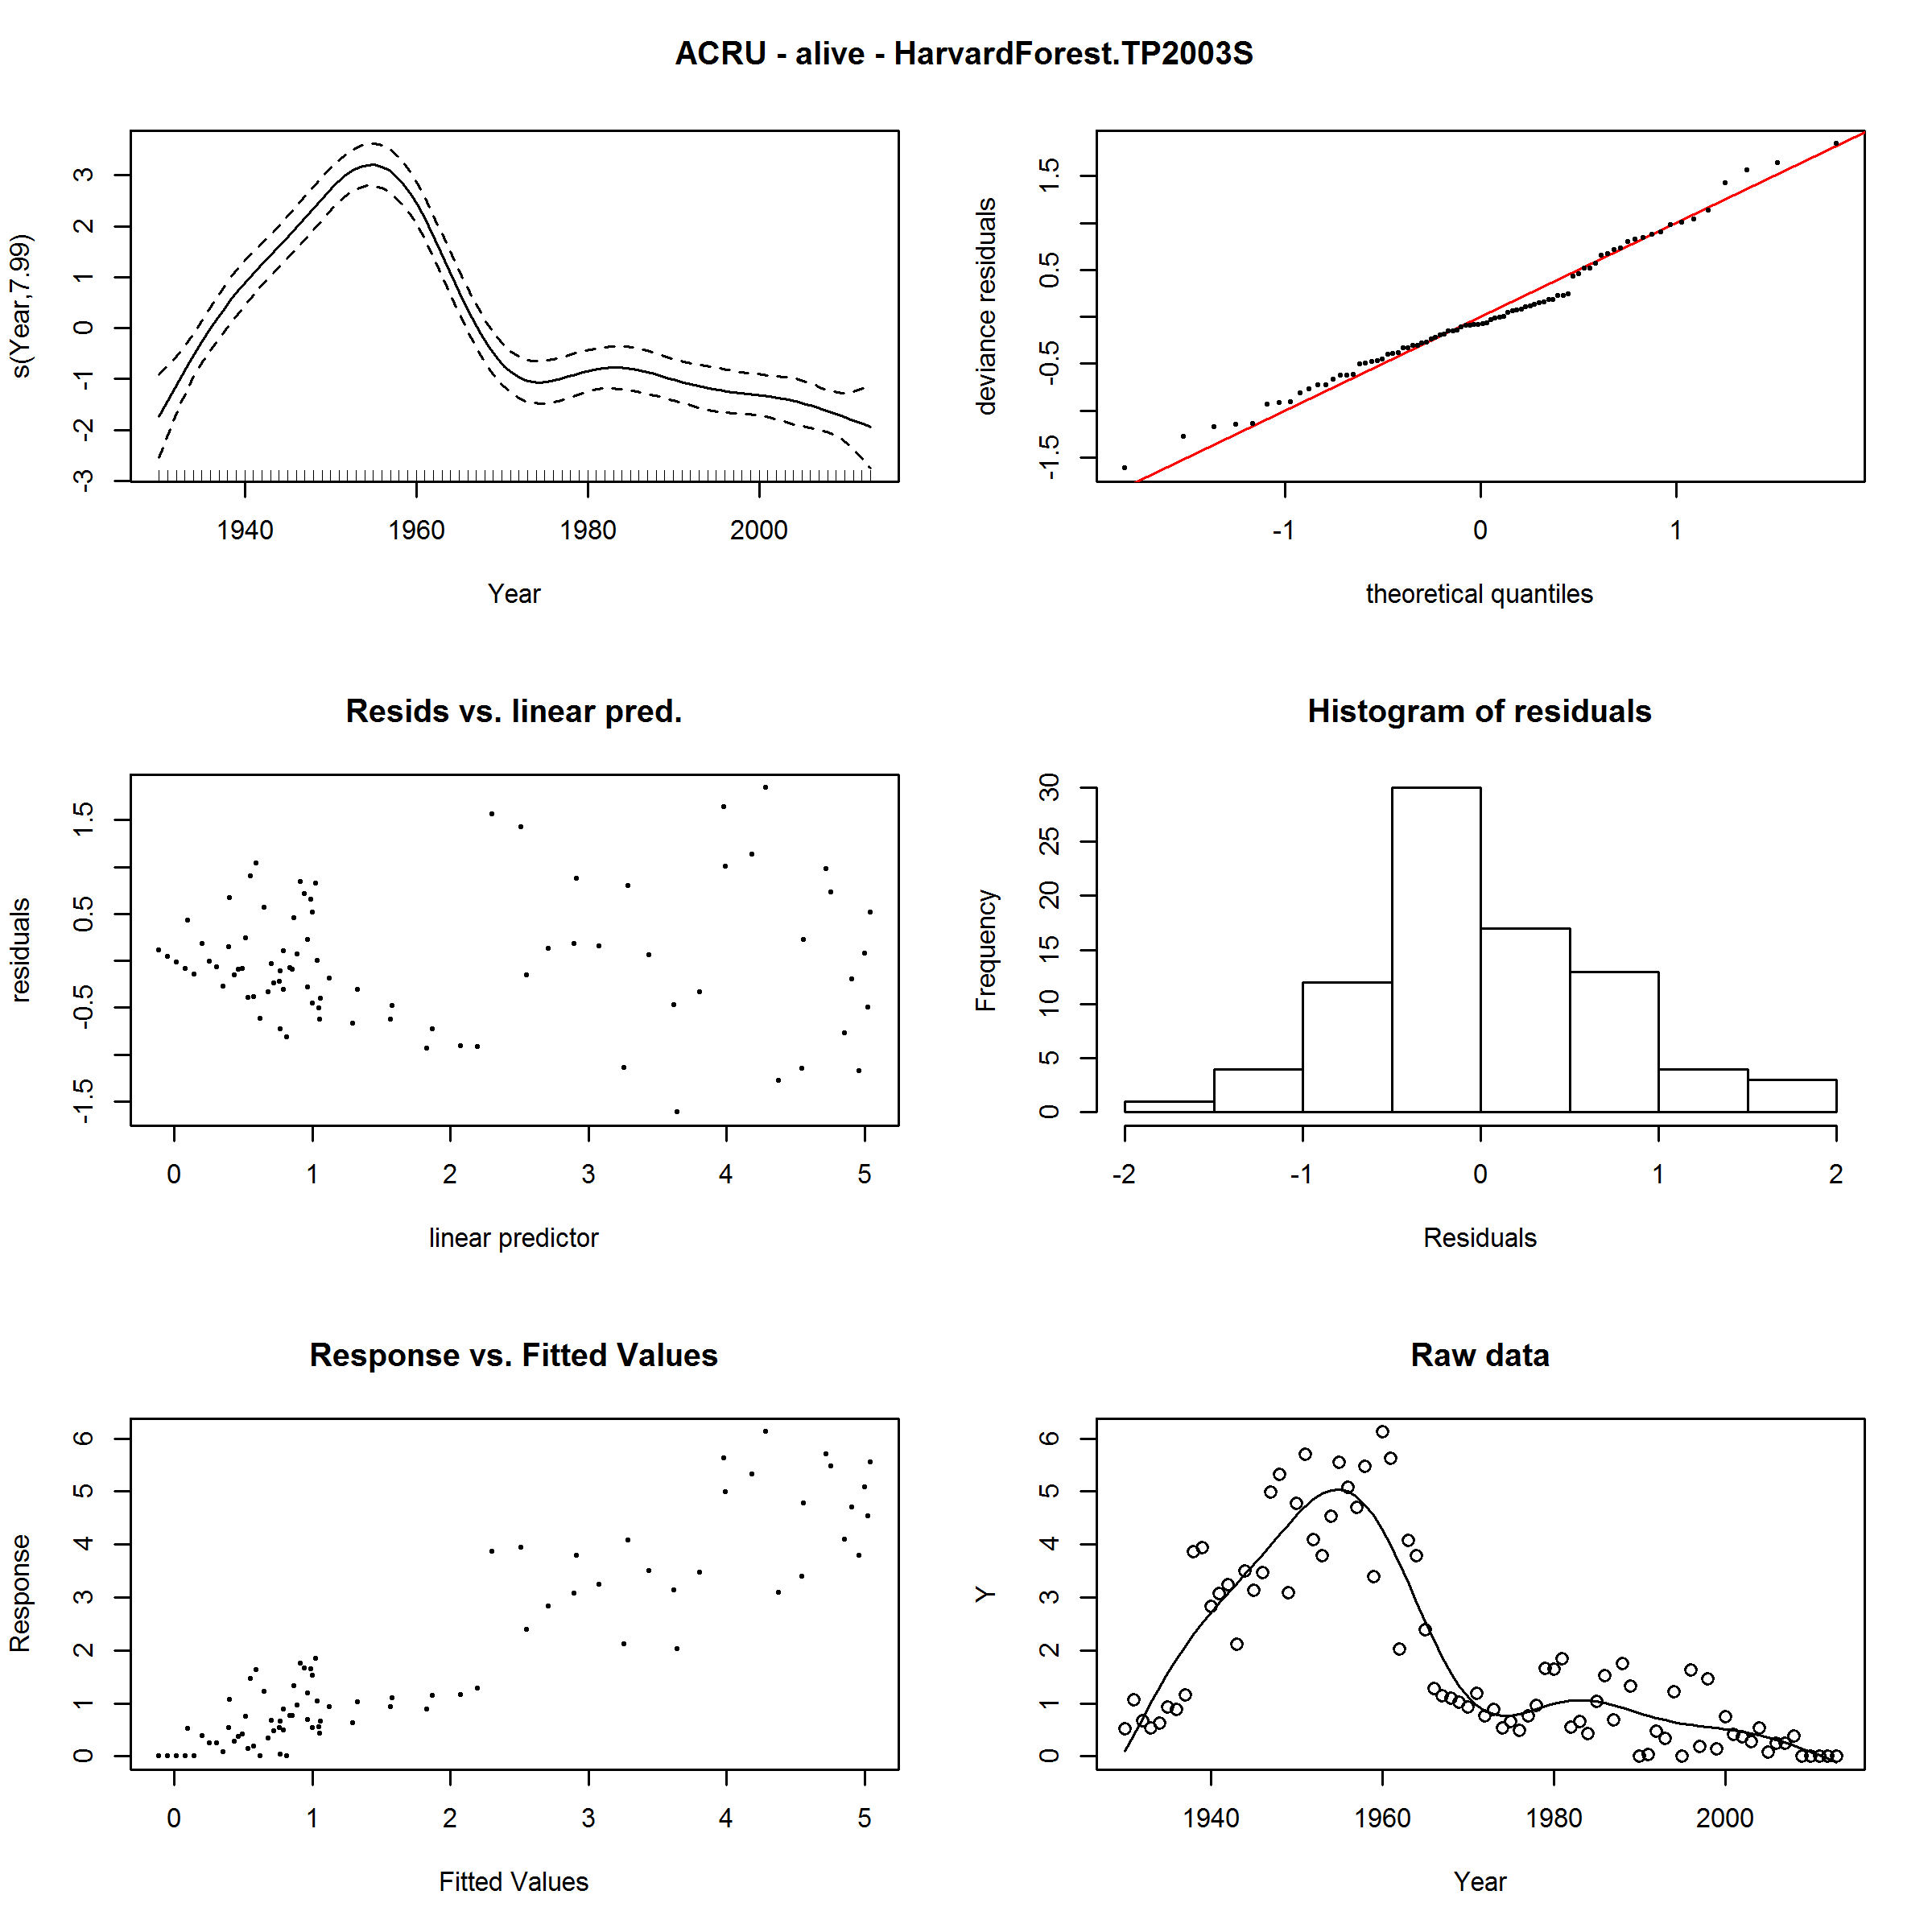 ACRU - alive - HarvardForest.TP2003S
s(Year,7.99)
3
2
1
0
-1
-2
-3
1940 1960 1980 2000
Year
deviance residuals
1.5
0.5
-0.5
-1.5
-1 0 1
theoretical quantiles
Resids vs. linear pred.
residuals
1.5
0.5
-0.5
-1.5
0 1 2 3 4 5
linear predictor
Histogram of residuals
Frequency
30
25
20
15
10
5
0
-2 -1 0 1 2
Residuals
Response vs. Fitted Values
Response
6
5
4
3
2
1
0
0 1 2 3 4 5
Fitted Values
Raw data
Y
6
5
4
3
2
1
0
1940 1960 1980 2000
Year